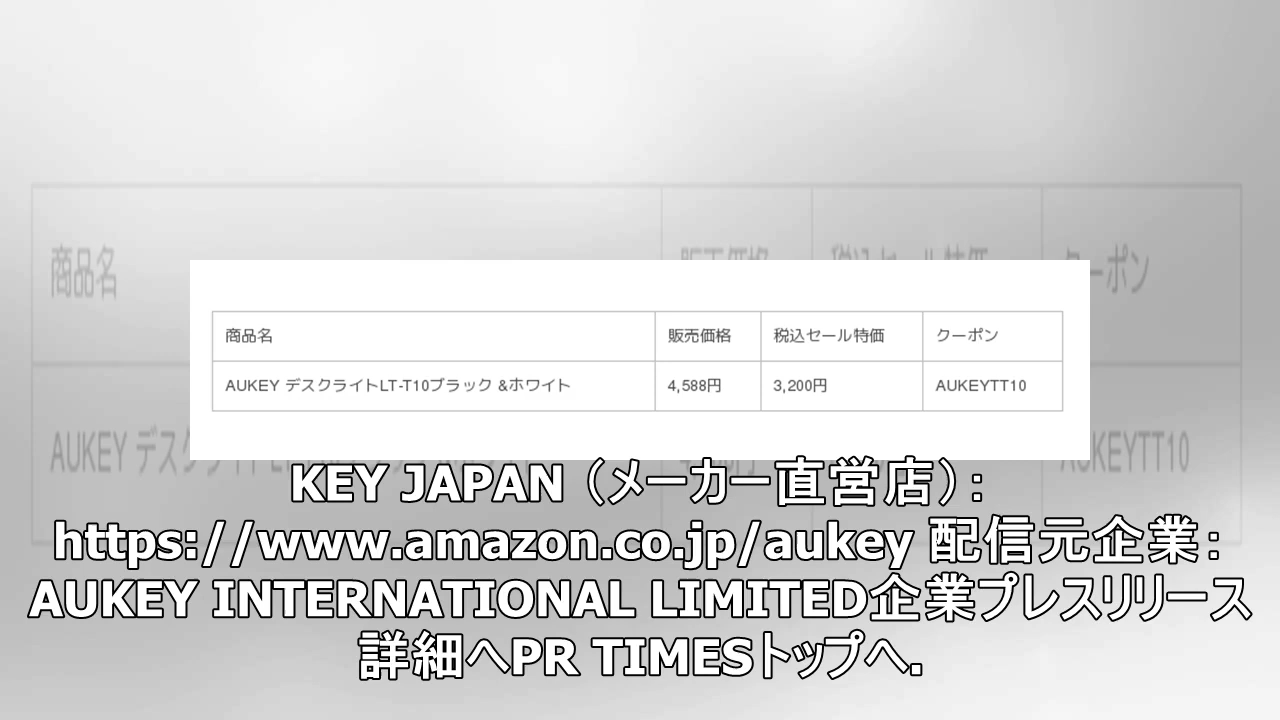 商品名 販売価格 税込セール特価 クーポン
AUKEY デスクライトLT-T10ブラック &ホワイト 4,588円 3,200円 AUKEYTT10
KEY JAPAN（メーカー直営店）：
https://www.amazon.co.jp/aukey 配信元企業：
AUKEY INTERNATIONAL LIMITED企業プレスリリース
詳細へPR TIMESトップへ.